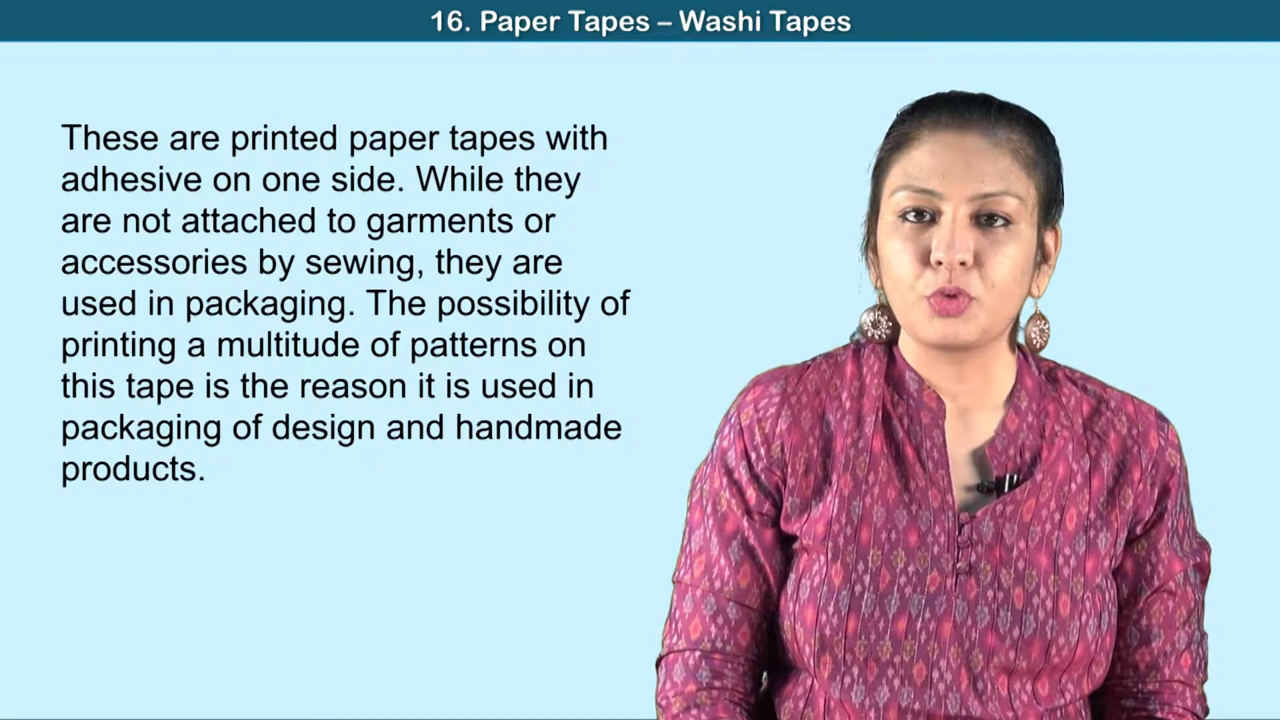 16. Paper Tapes – Washi Tapes
These are printed paper tapes with
adhesive on one side. While they
are not attached to garments or
accessories by sewing, they are
used in packaging. The possibility of
printing a multitude of patterns on
this tape is the reason it is used in
packaging of design and handmade
products.